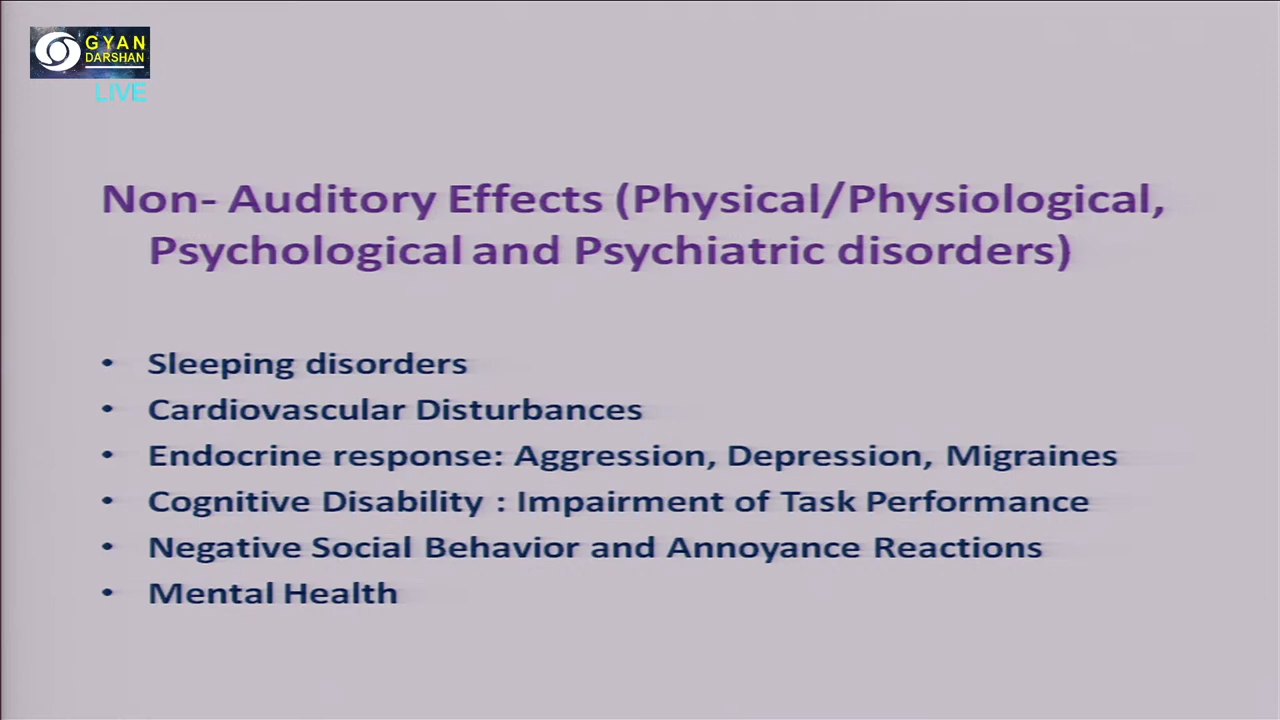 GYAN
DARSHAN
LIVE
Non- Auditory Effects (Physical/Physiological,
Psychological and Psychiatric disorders)
• Sleeping disorders
• Cardiovascular Disturbances
• Endocrine response: Aggression, Depression, Migraines
• Cognitive Disability : Impairment of Task Performance
• Negative Social Behavior and Annoyance Reactions
• Mental Health